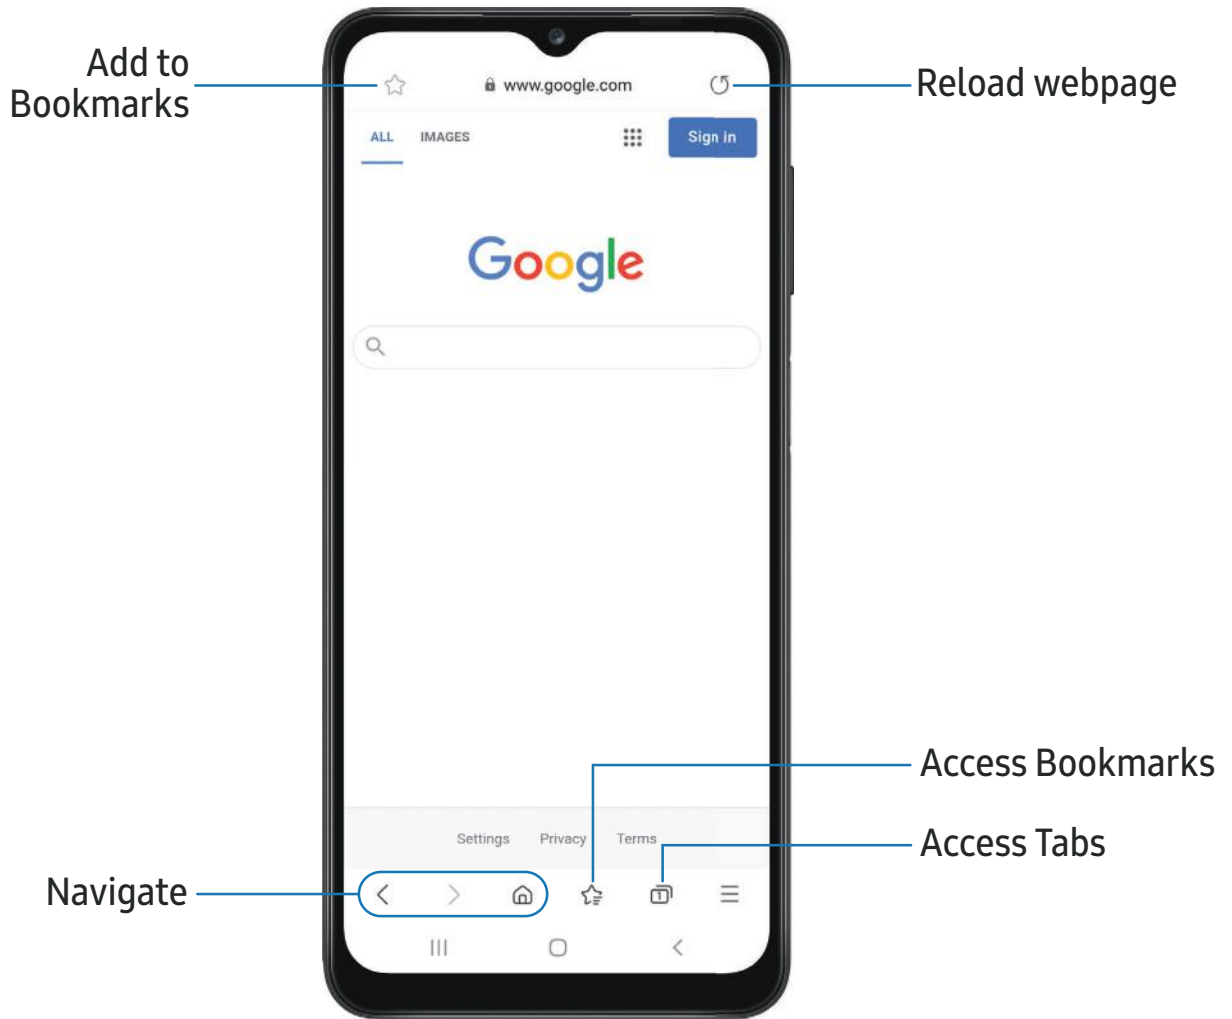 Add to
Bookmarks
www.google.com
Reload webpage
ALL IMAGES
Sign in
Google
Access Bookmarks
Settings Privacy Terms
Access Tabs
Navigate
1